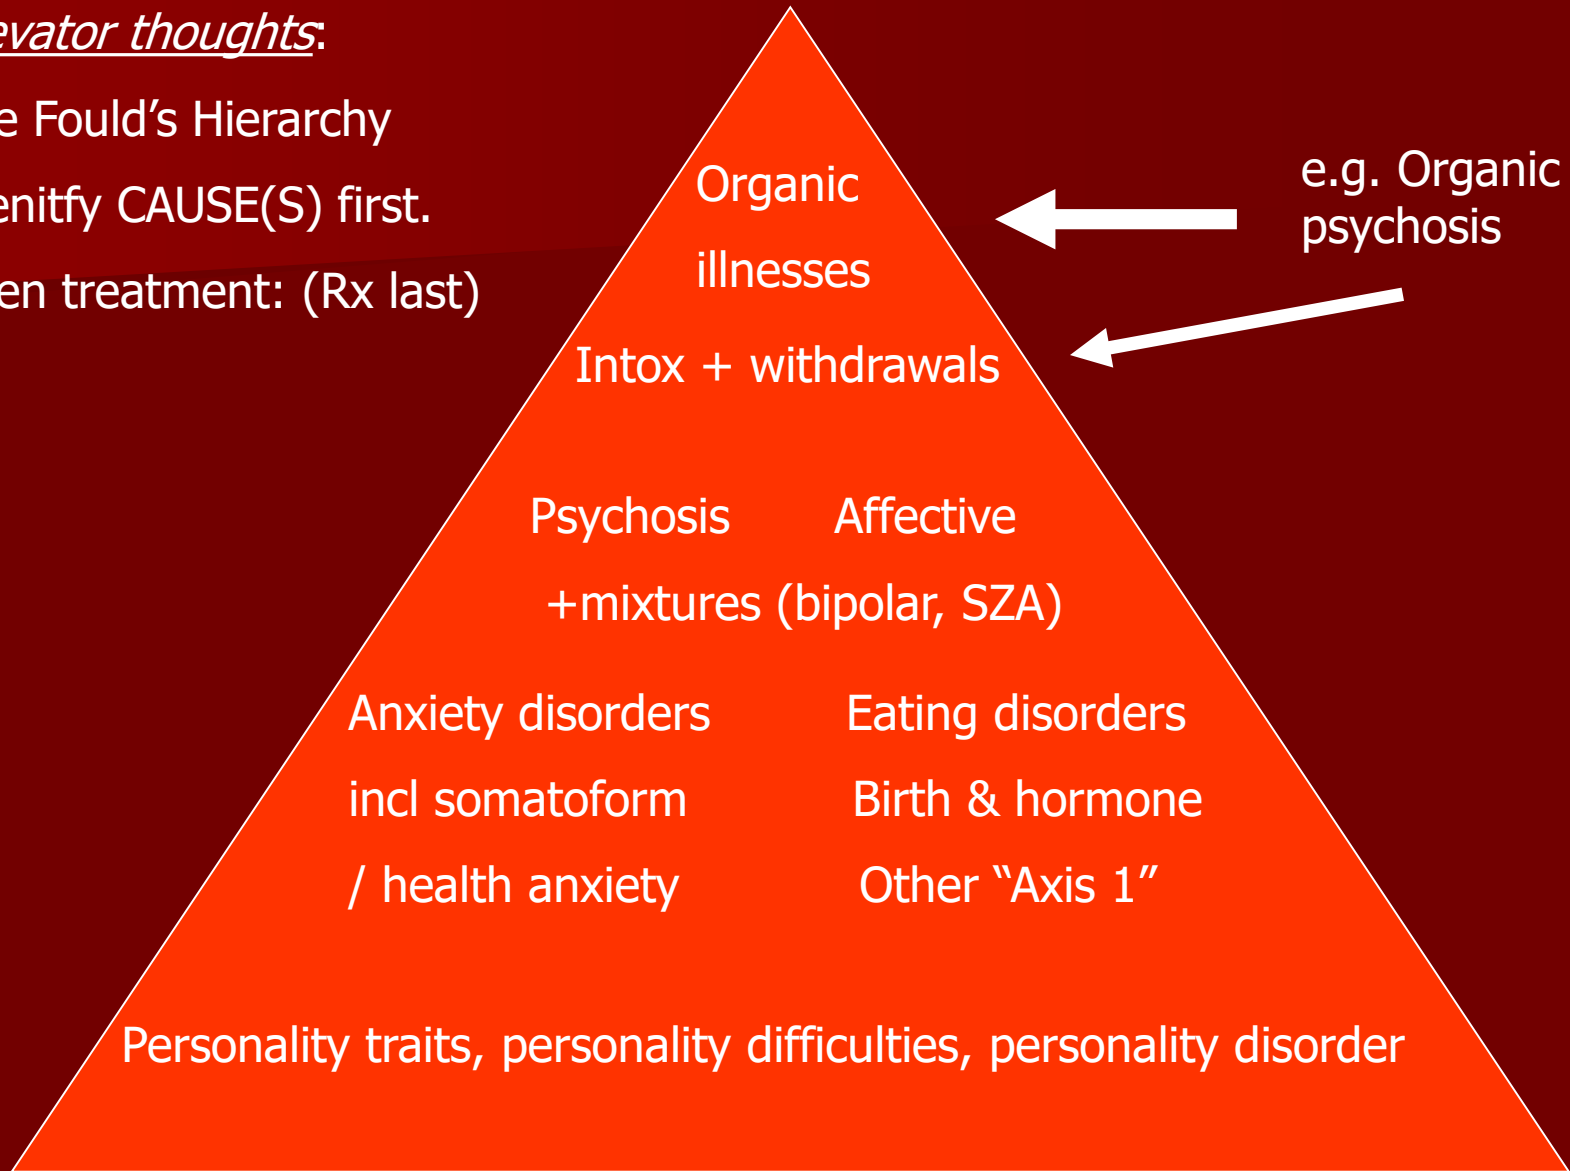 evator thoughts:
e Fould's Hierarchy
enitfy CAUSE(S) first.
en treatment: (Rx last)
Organic
illnesses
e.g. Organic
psychosis
Intox + withdrawals
Psychosis Affective
+mixtures (bipolar, SZA)
Anxiety disorders Eating disorders
incl somatoform Birth & hormone
/ health anxiety Other “Axis 1”
Personality traits, personality difficulties, personality disorder